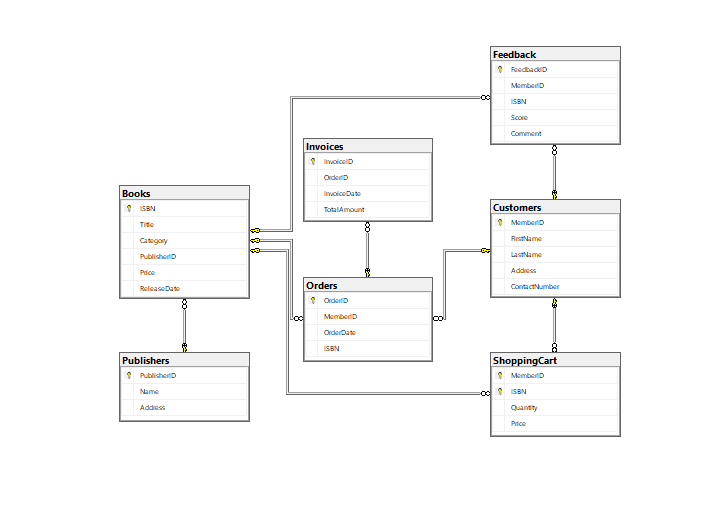 Feedback
FeedbackID
MemberID
ISBN
Score
Comment
Invoices
InvoiceID
OrderID
InvoiceDate
TotalAmount
Books
ISBN
Title
Category
PublisherID
Price
ReleaseDate
Customers
MemberID
FirstName
LastName
Address
ContactNumber
Orders
OrderID
MemberID
OrderDate
ISBN
Publishers
PublisherID
Name
Address
ShoppingCart
MemberID
ISBN
Quantity
Price